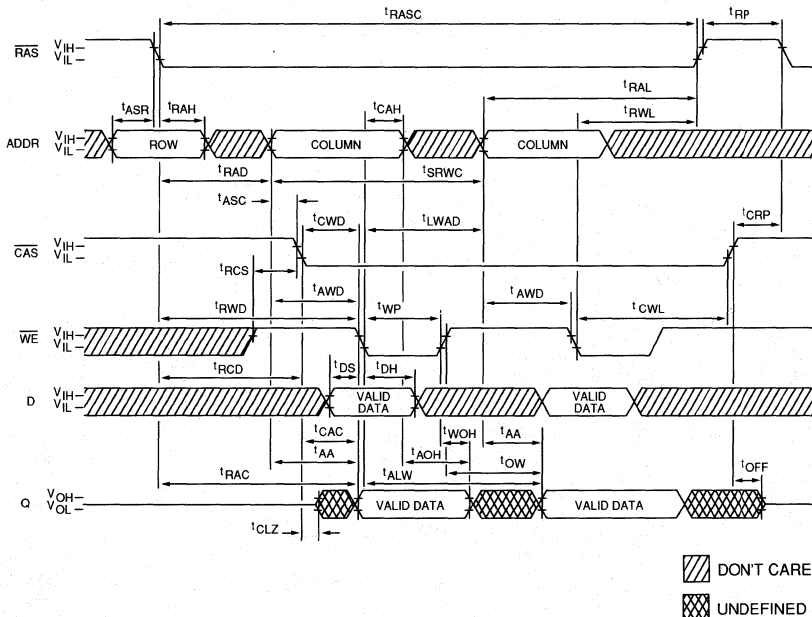 tRASC tRP
RAS VIH
VIL
tRAL
tASR tRAH tCAH tRWL
ADDR VIH
VIL
ROW COLUMN COLUMN
tRAD tSRWC
tASC tCWD tLWAD tCRP
CAS VIH
VIL
tRCS
tAWD tAWD
tRWD tWP tCWL
WE VIH
VIL
tRCD tDS tDH
D VIH
VIL
VALID DATA
VALID DATA
tCAC tWOH tAA
tAA tAOH tOW
tRAC tALW tOFF
Q VOH
VOL
VALID DATA VALID DATA
tCLZ
DON'T CARE
UNDEFINED